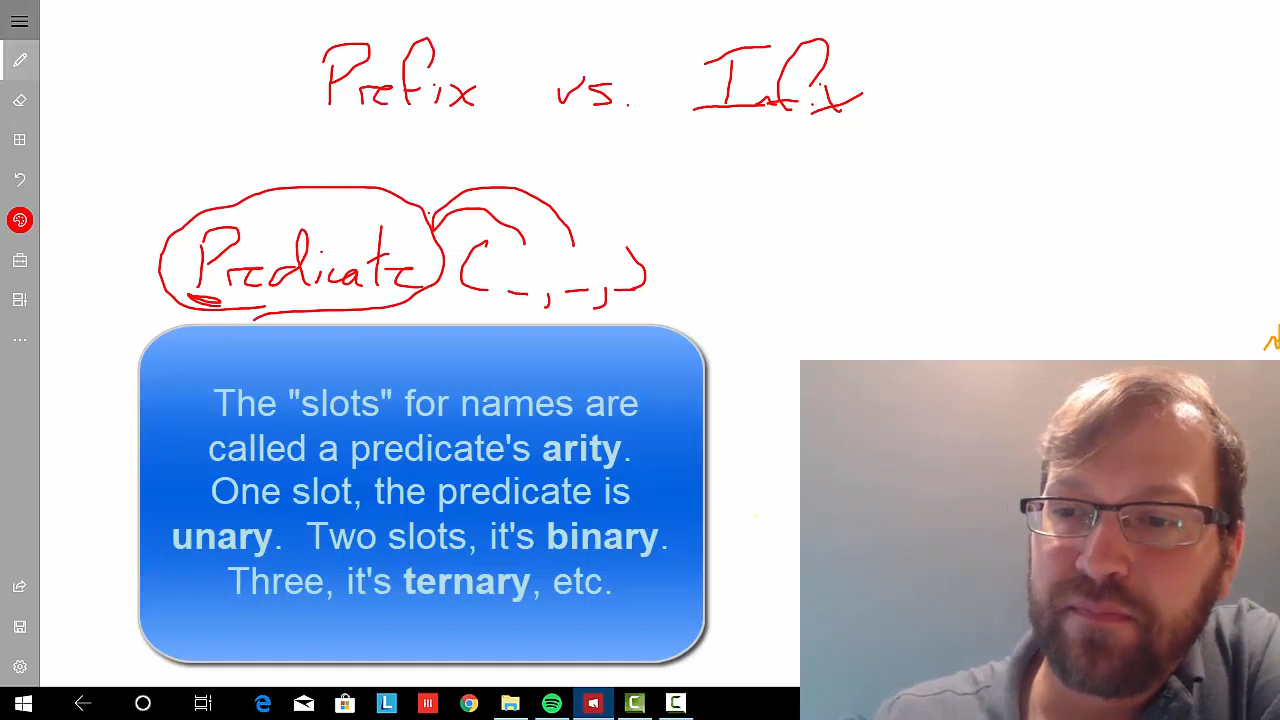 Prefix vs. Infix
Predicate (_,_,_)
The "slots" for names are
called a predicate's arity.
One slot, the predicate is
unary. Two slots, it's binary.
Three, it's ternary, etc.